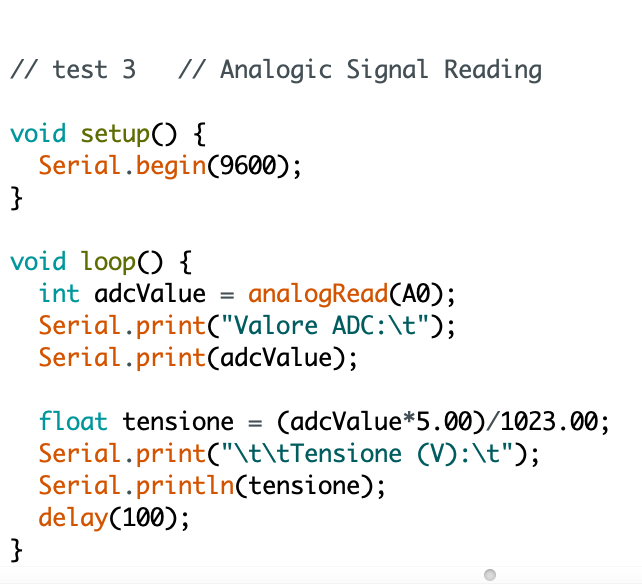 // test 3   // Analogic Signal Reading
void setup() {
  Serial.begin(9600);
}
void loop() {
  int adcValue = analogRead(A0);
  Serial.print("Valore ADC:\t");
  Serial.print(adcValue);
  float tensione = (adcValue*5.00)/1023.00;
  Serial.print("\t\tTensione (V):\t");
  Serial.println(tensione);
  delay(100);
}